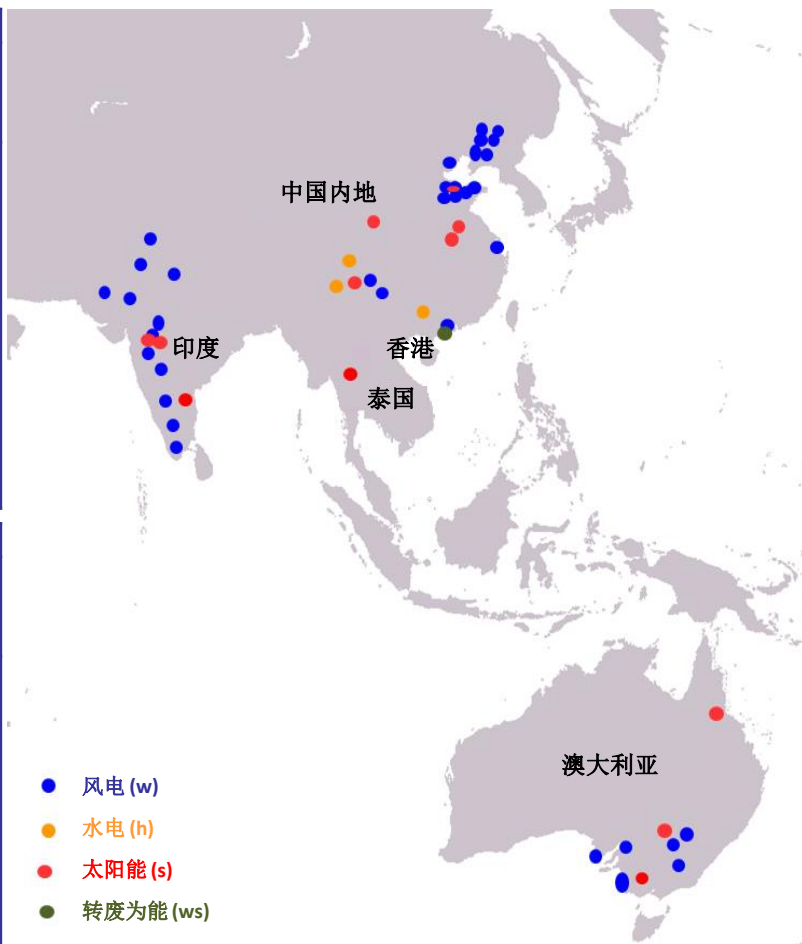 中国内地
印度
香港
泰国
澳大利亚
风电 (w)
水电 (h)
太阳能 (s)
转废为能 (ws)